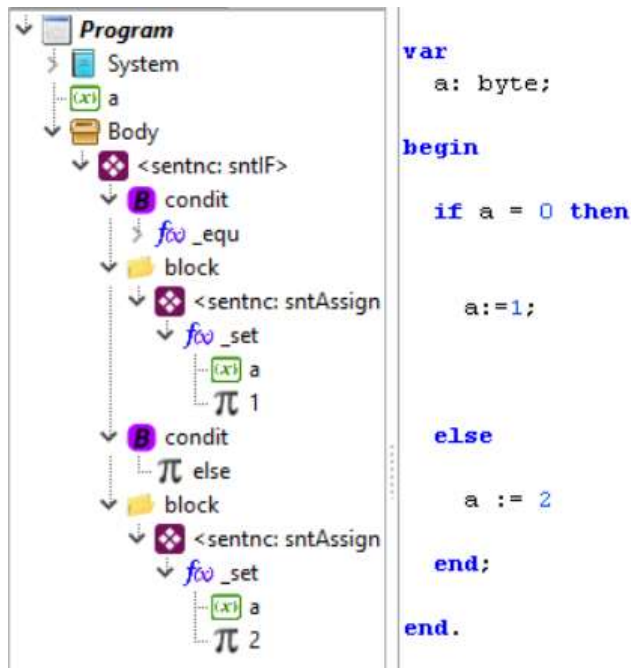 Program
System
(x) a
Body
<sentnc: sntIF>
B condit
f(x) _equ
block
<sentnc: sntAssign
f(x) _set
(x) a
π 1
B condit
π else
block
<sentnc: sntAssign
f(x) _set
(x) a
π 2
var
a: byte;
begin
if a = 0 then
a:=1;
else
a := 2
end;
end.